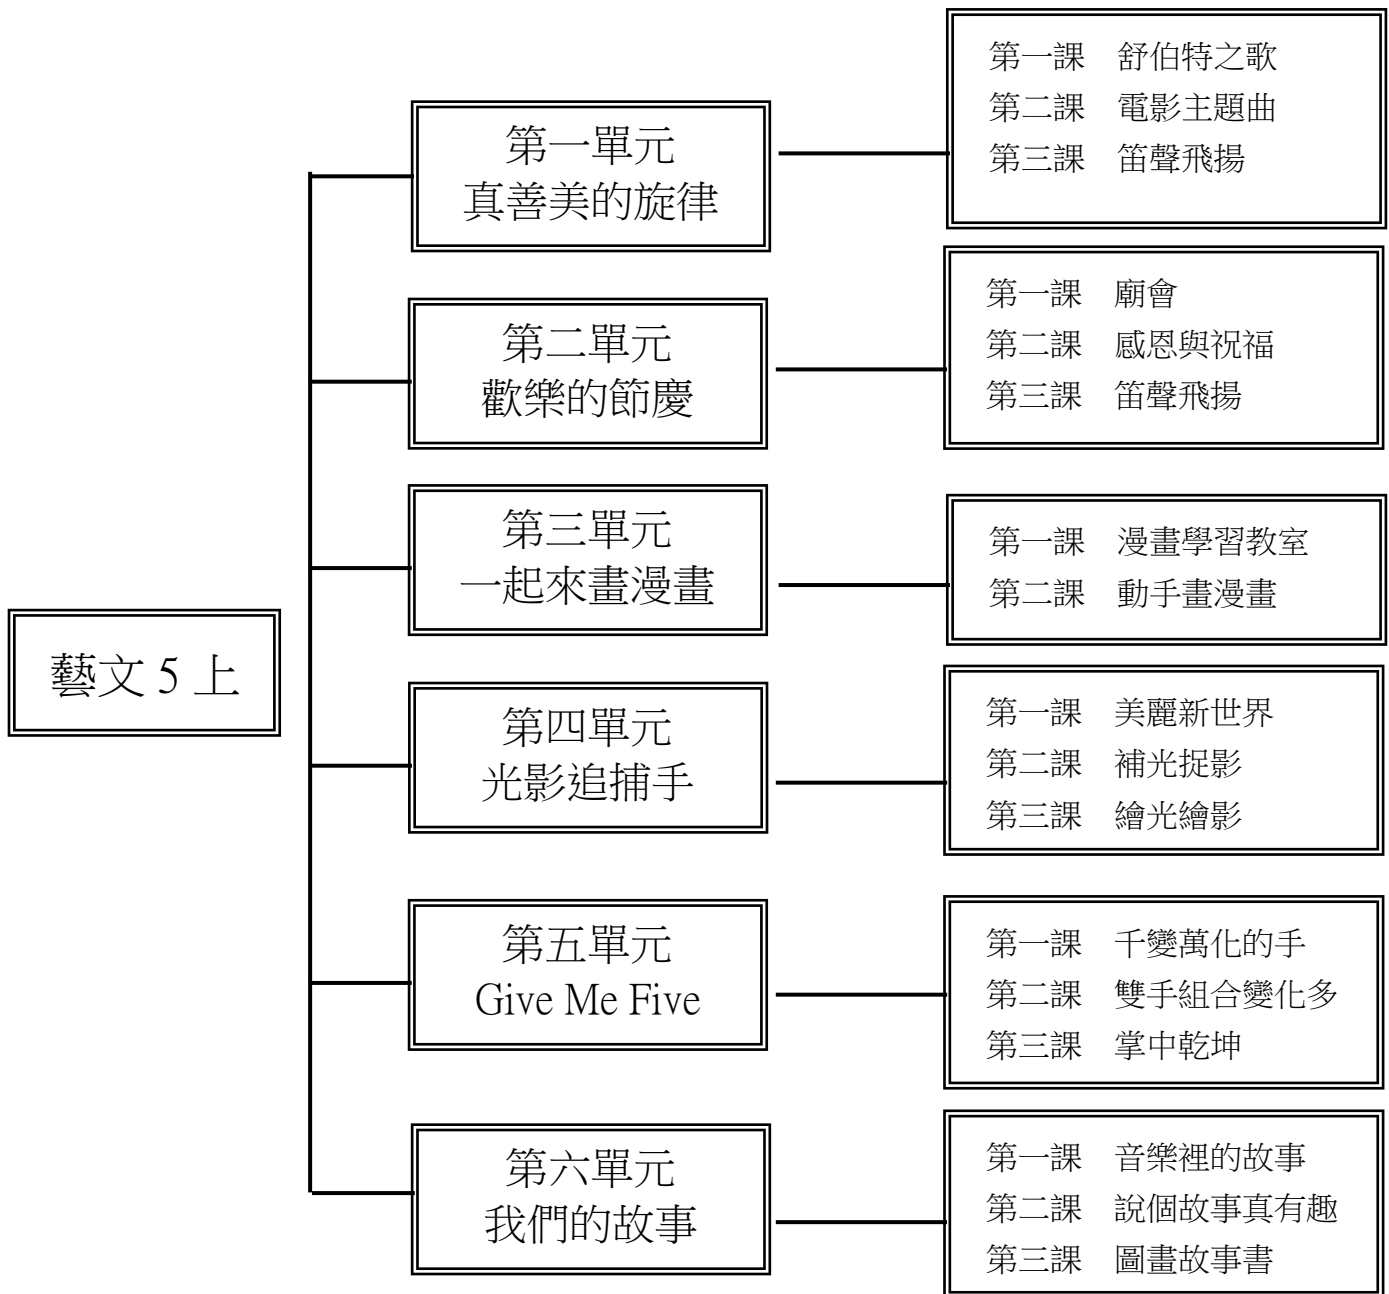 藝文 5 上
第一單元
真善美的旋律
第一課 舒伯特之歌
第二課 電影主題曲
第三課 笛聲飛揚
第二單元
歡樂的節慶
第一課 廟會
第二課 感恩與祝福
第三課 笛聲飛揚
第三單元
一起來畫漫畫
第一課 漫畫學習教室
第二課 動手畫漫畫
第四單元
光影追捕手
第一課 美麗新世界
第二課 補光捉影
第三課 繪光繪影
第五單元
Give Me Five
第一課 千變萬化的手
第二課 雙手組合變化多
第三課 掌中乾坤
第六單元
我們的故事
第一課 音樂裡的故事
第二課 說個故事真有趣
第三課 圖畫故事書